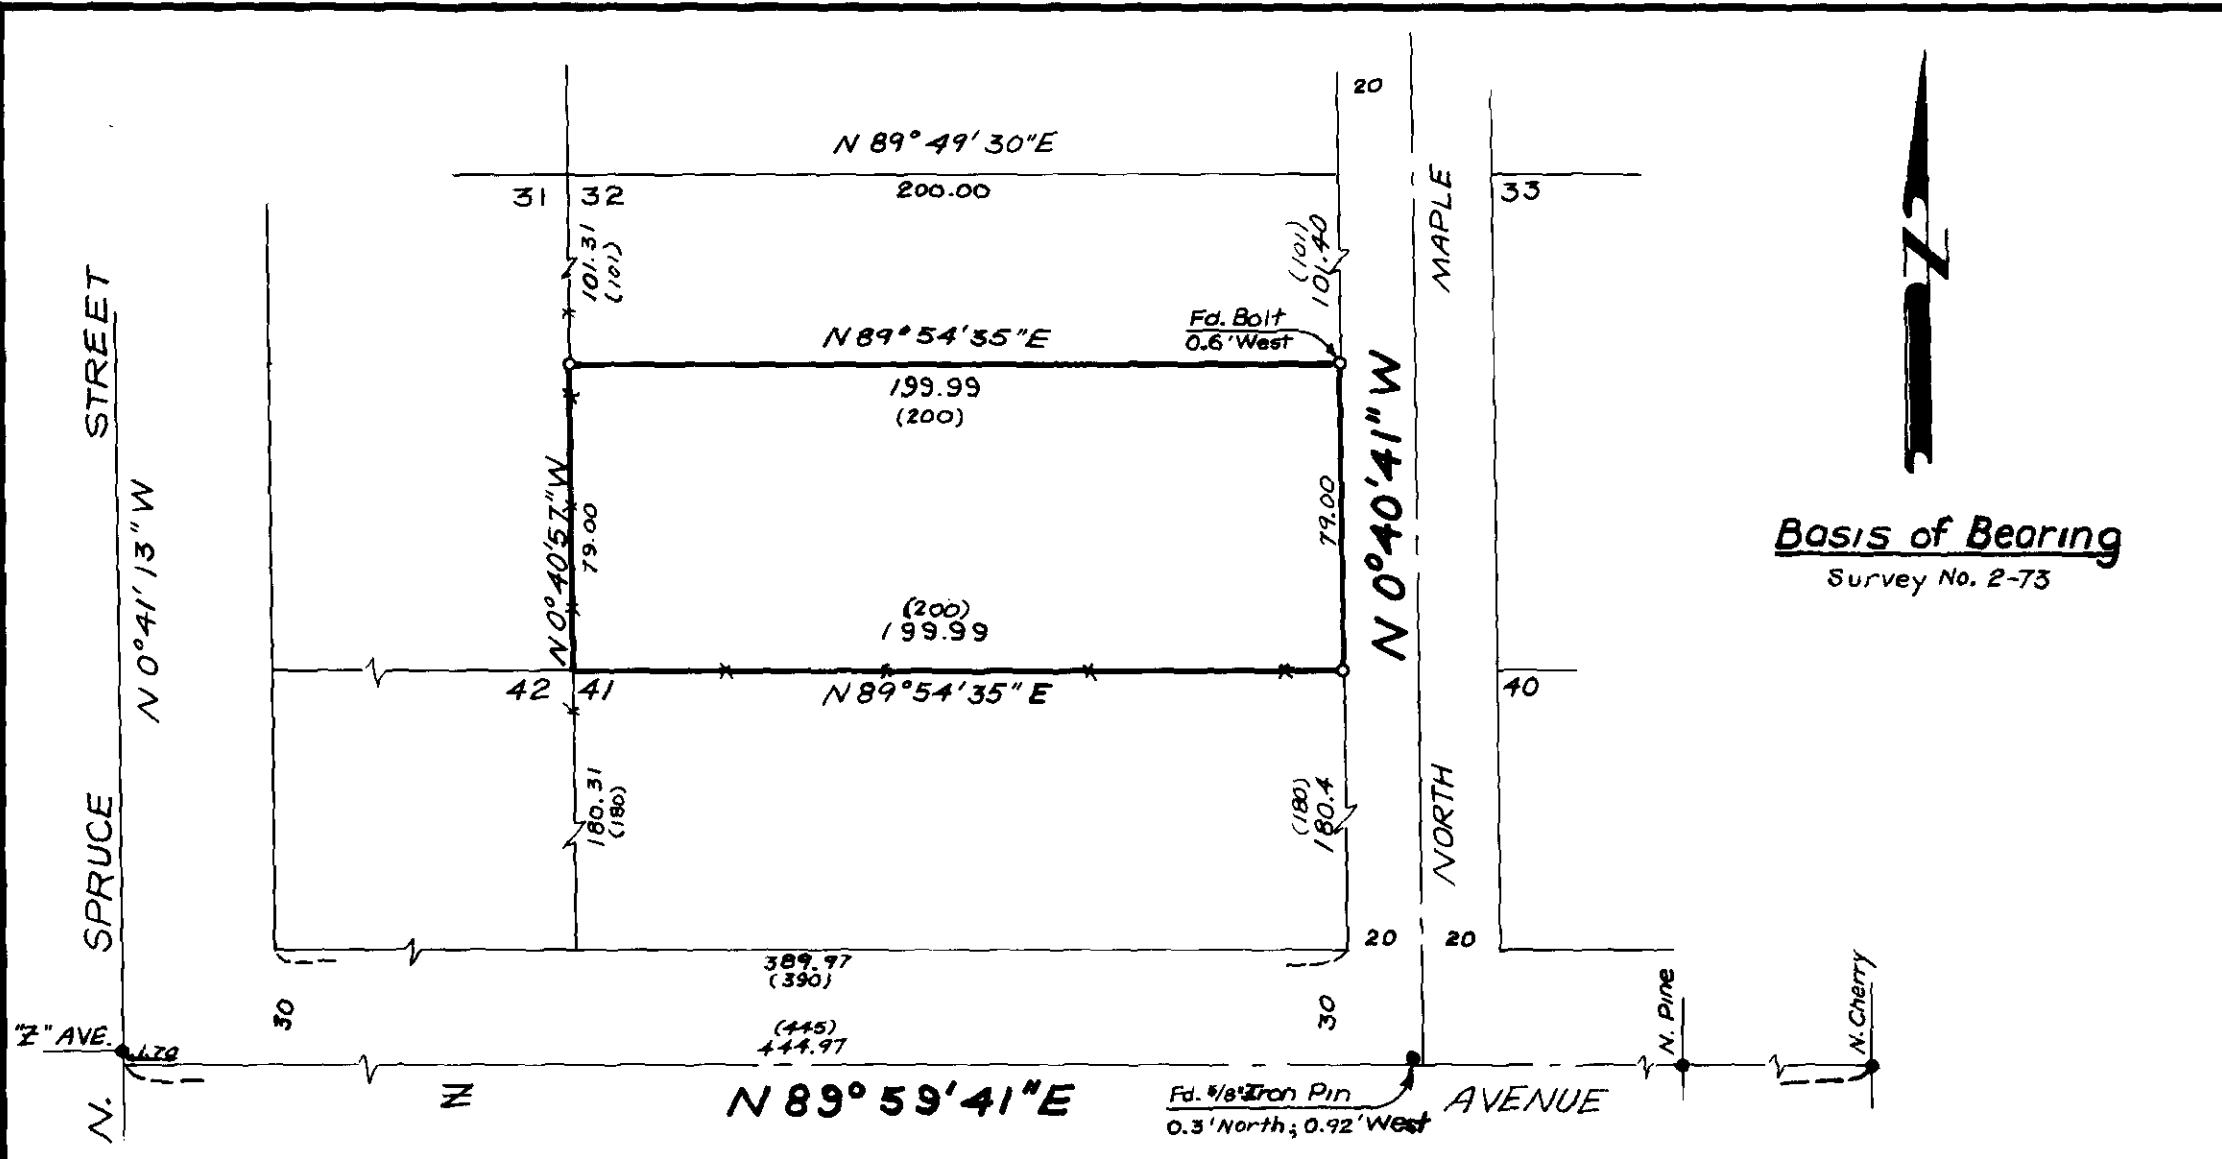 20
N 89° 49' 30" E
31 32
200.00
33
101.31
(101)
(101)
101.40
MAPLE
N 89° 54' 35" E
Fd. Bolt
0.6' West
199.99
(200)
STREET
N 0° 41' 13" W
N 0° 40' 57" W
79.00
79.00
N 0° 40' 41" W
Basis of Bearing
Survey No. 2-73
(200)
199.99
42 41
N 89° 54' 35" E
40
SPRUCE
180.31
(180)
(180)
180.4
NORTH
20 20
389.97
(390)
30
30
N. Pine
N. Cherry
"Z" AVE.
1.70
(445)
444.97
N.
Z
N 89° 59' 41" E
Fd. 5/8" Iron Pin
0.3' North; 0.92' West
AVENUE